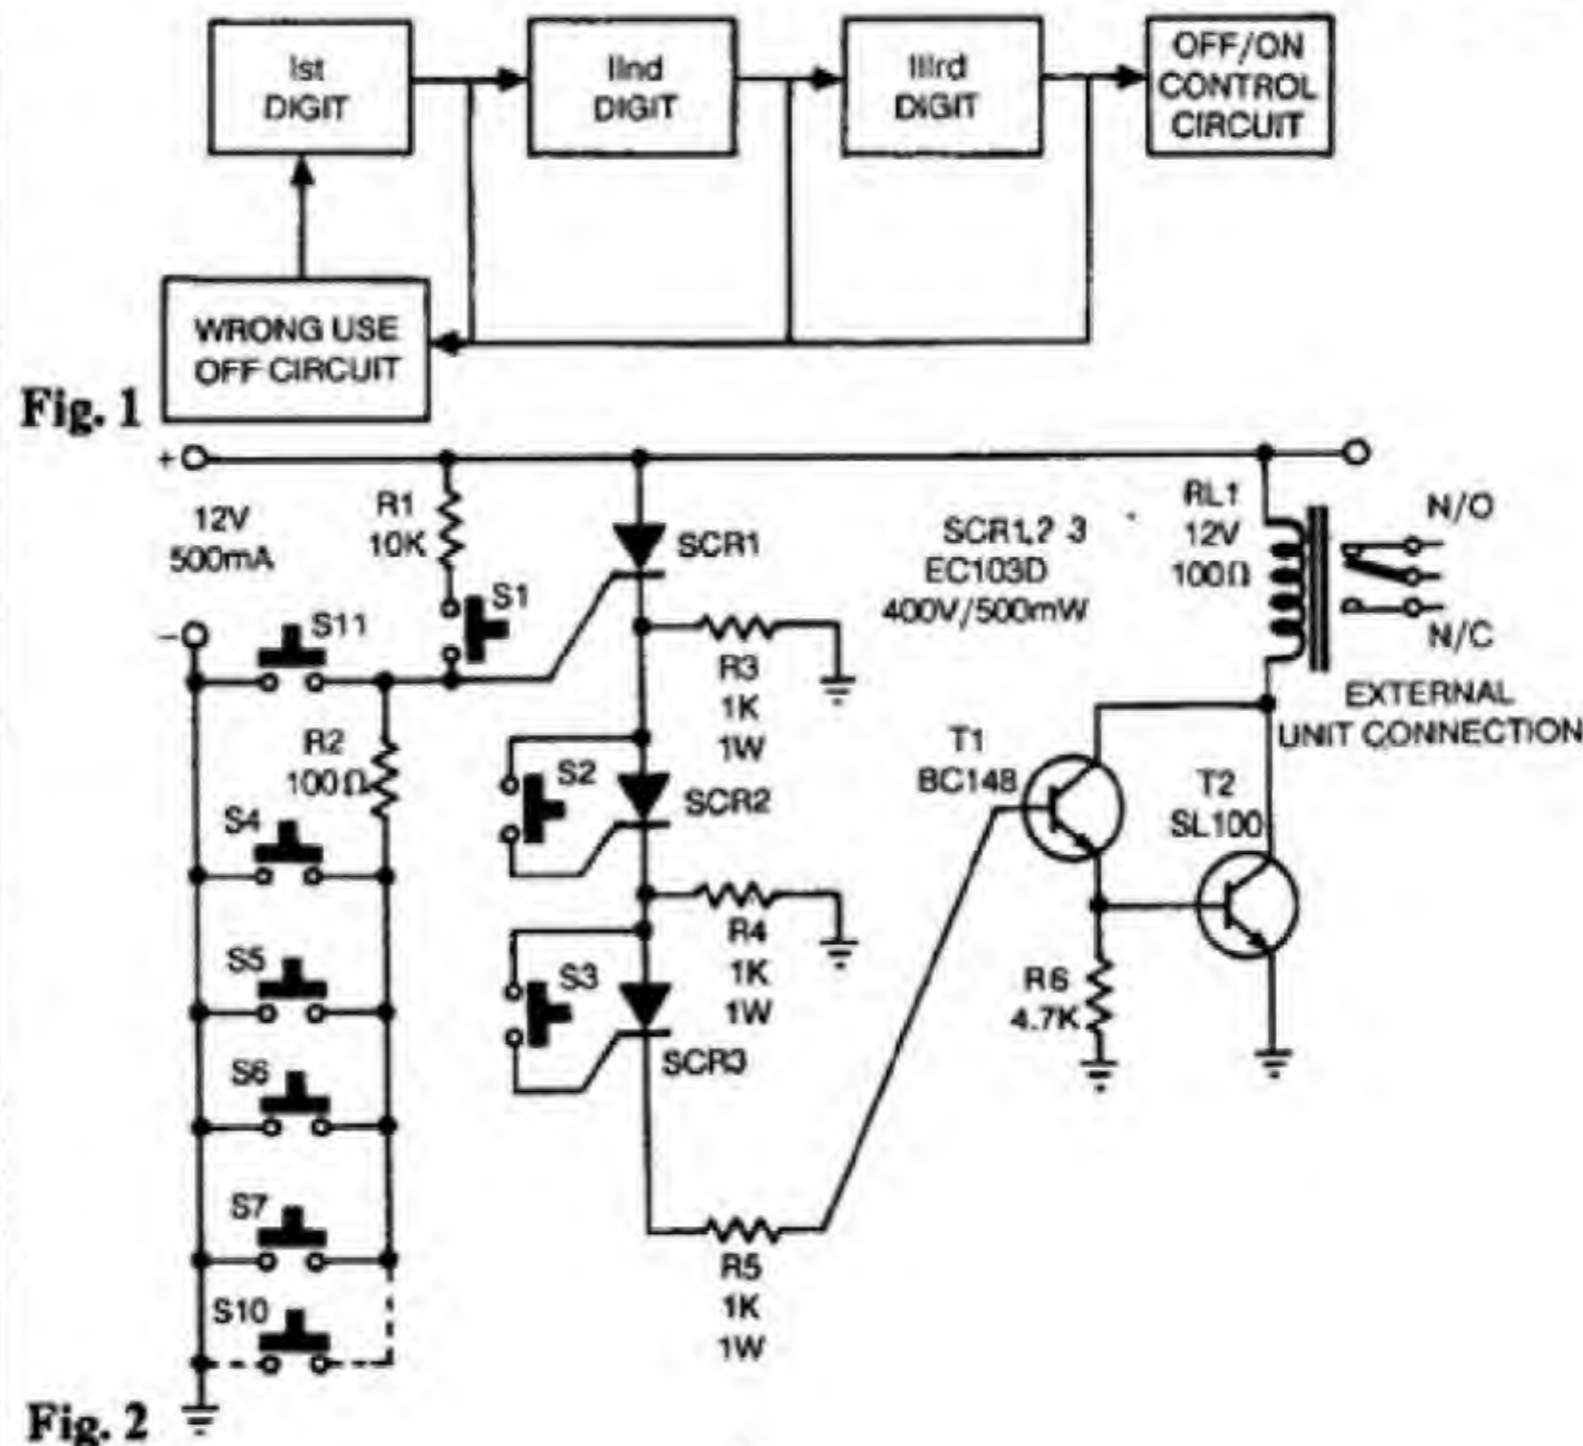 Ist
DIGIT
IInd
DIGIT
IIIrd
DIGIT
OFF/ON
CONTROL
CIRCUIT
WRONG USE
OFF CIRCUIT
Fig. 1
+
12V
500mA
−
R1
10K
S1
SCR1
SCR1,2 3
EC103D
400V/500mW
RL1
12V
100Ω
N/O
N/C
EXTERNAL
UNIT CONNECTION
S11
R2
100Ω
R3
1K
1W
S2
SCR2
T1
BC148
T2
SL100
S4
R4
1K
1W
S5
S3
SCR3
R6
4.7K
S6
S7
R5
1K
1W
S10
Fig. 2